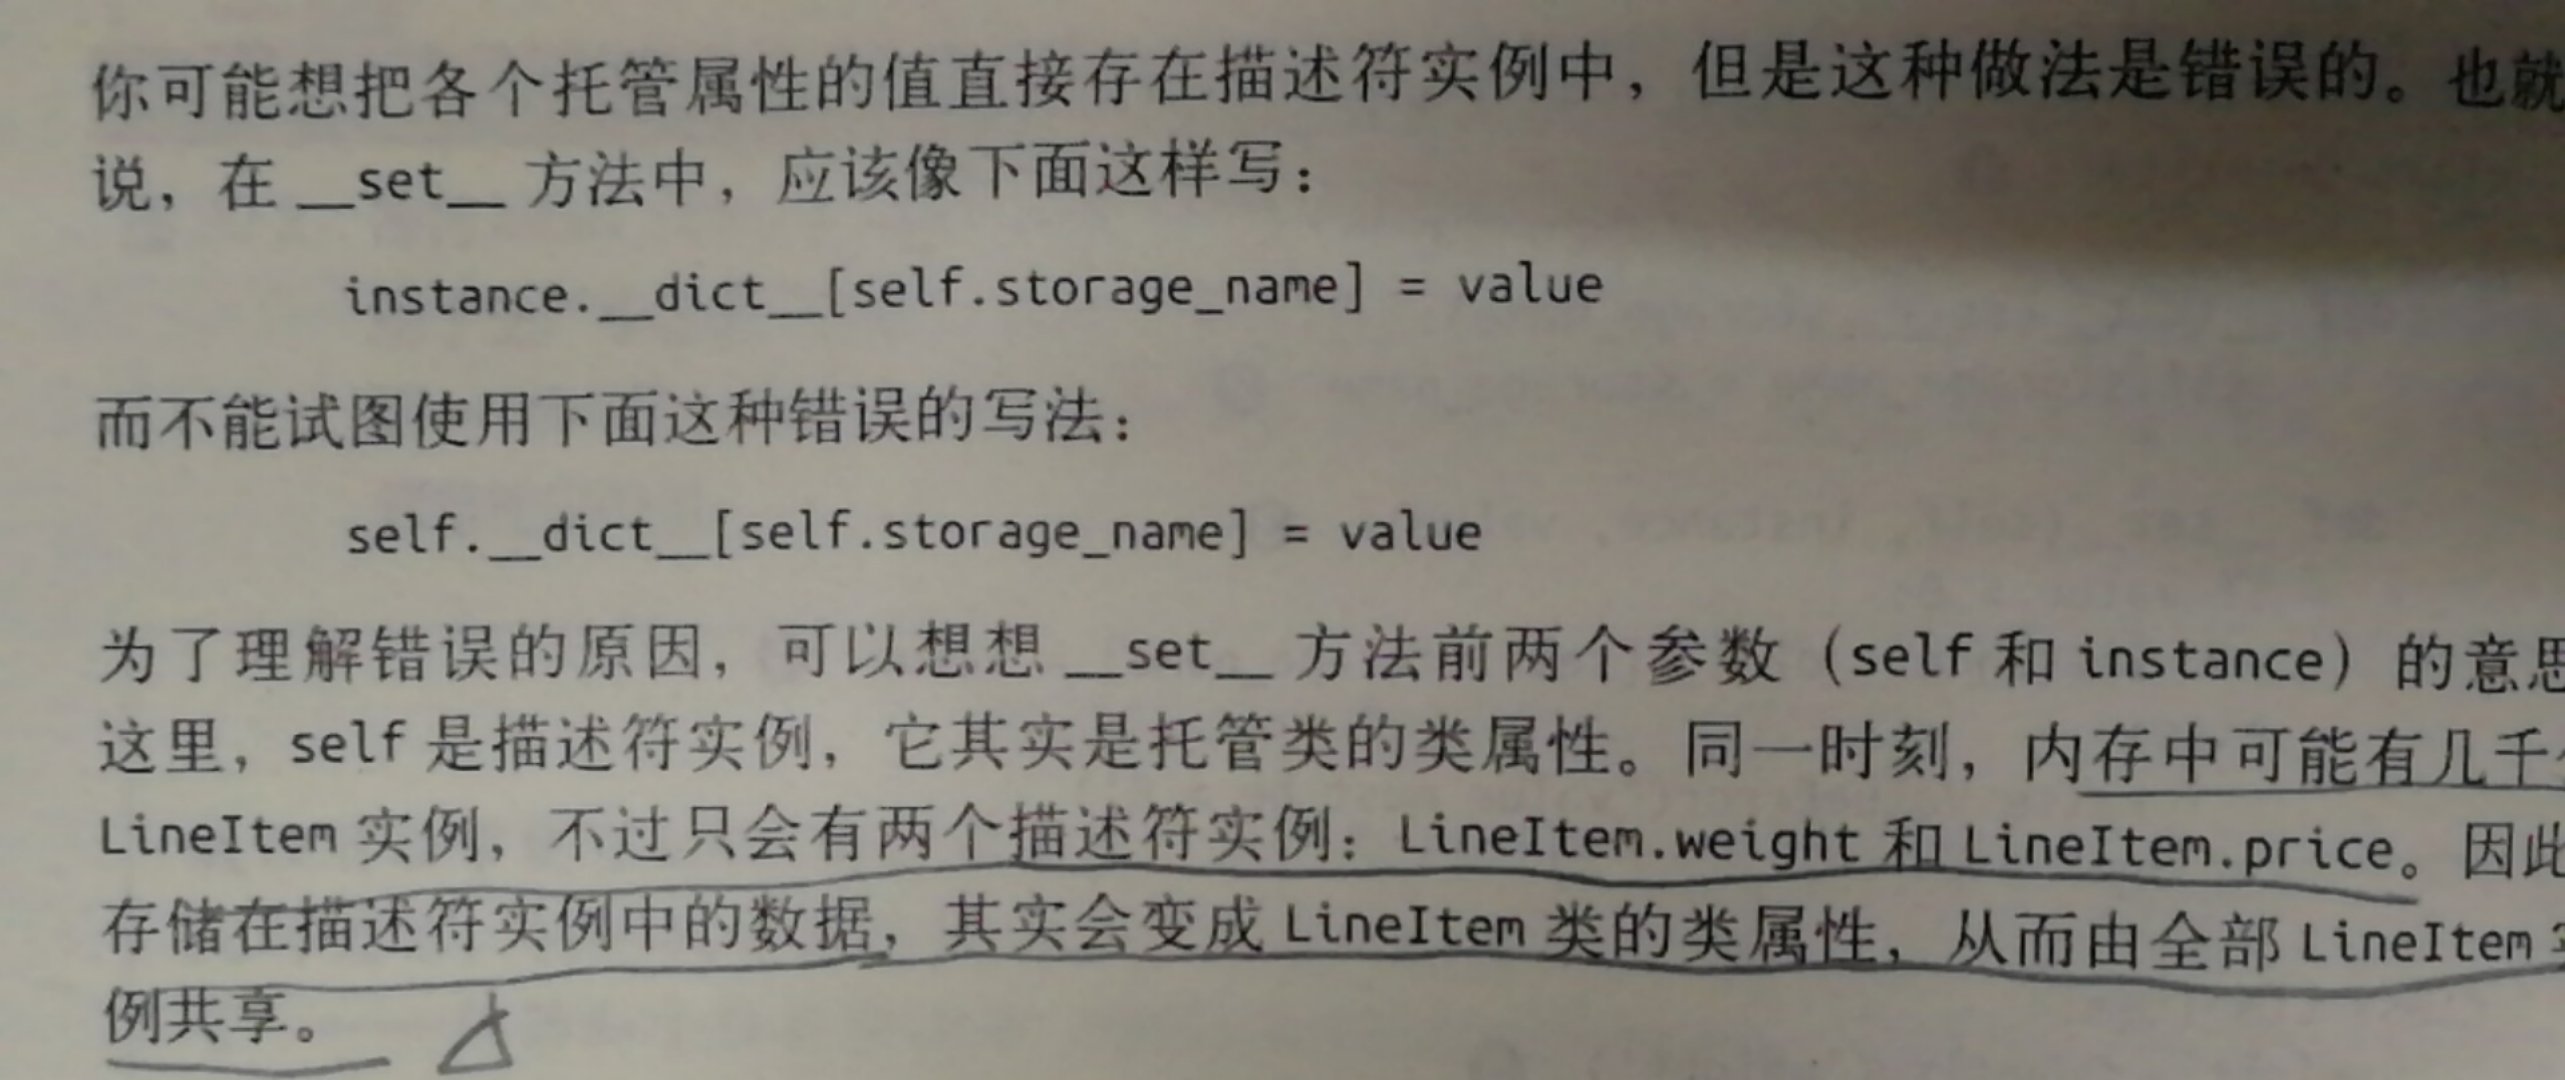 你可能想把各个托管属性的值直接存在描述符实例中，但是这种做法是错误的。也就
说，在 __set__ 方法中，应该像下面这样写：
instance.__dict__[self.storage_name] = value
而不能试图使用下面这种错误的写法：
self.__dict__[self.storage_name] = value
为了理解错误的原因，可以想想 __set__ 方法前两个参数（self 和 instance）的意思
这里，self 是描述符实例，它其实是托管类的类属性。同一时刻，内存中可能有几千
LineItem 实例，不过只会有两个描述符实例：LineItem.weight 和 LineItem.price。因此
存储在描述符实例中的数据，其实会变成 LineItem 类的类属性，从而由全部 LineItem
例共享。